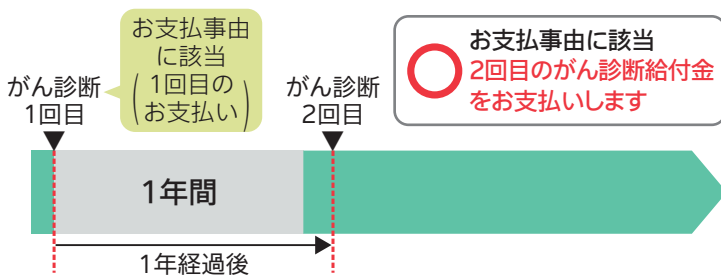 お支払事由
に該当
(1回目の
お支払い)
がん診断
1回目
がん診断
2回目
お支払事由に該当
2回目のがん診断給付金
をお支払いします
1年間
1年経過後